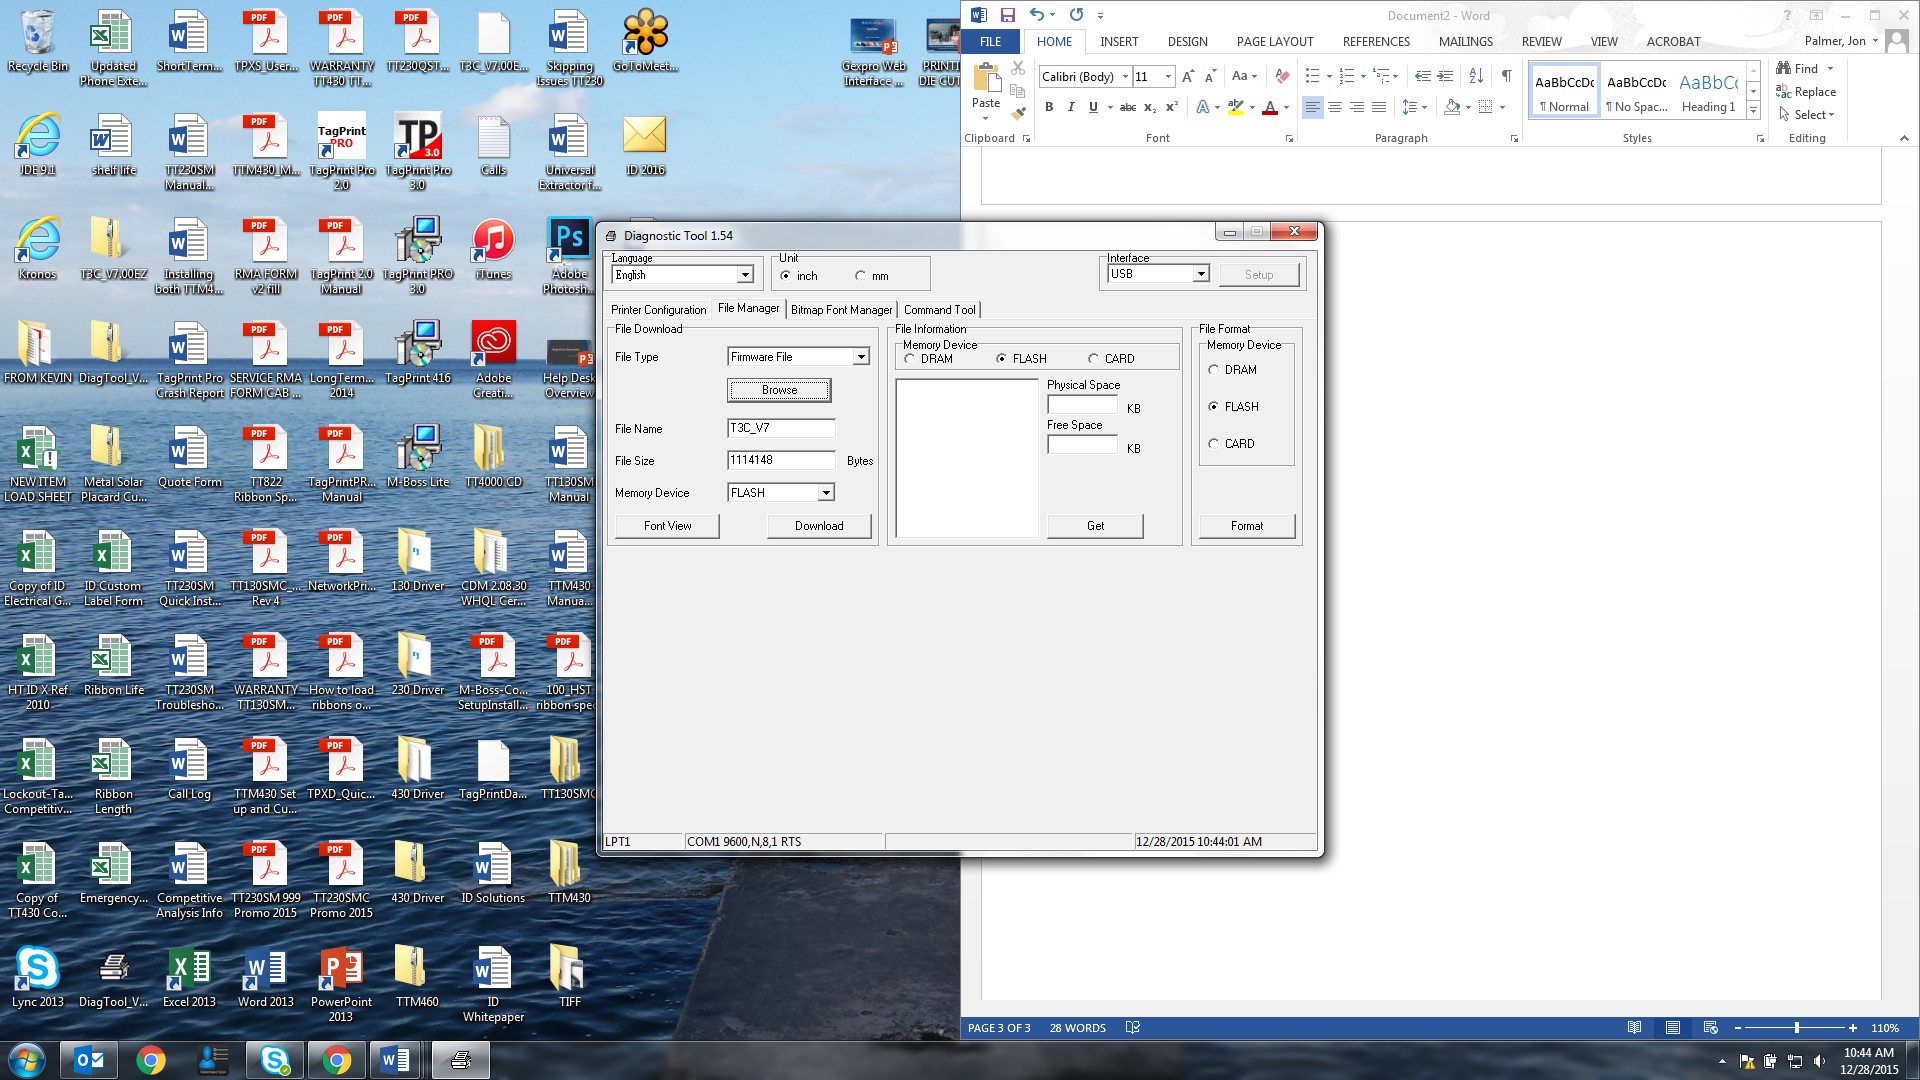 Recycle Bin
Updated Phone Exte...
ShortTerm...
TPXS_User...
WARRANTY TT430 TT...
TT230QST...
T3C_V7.00E...
Skipping Issues TT230
GoToMeet...
Gexpro Web Interface ...
PRINTI
DIE CUT
JDE 9.1
shelf life
TT230SM Manual...
TTM430_M...
TagPrint PRO
TagPrint Pro 2.0
TP 3.0
TagPrint Pro 3.0
Calls
Universal Extractor f...
ID 2016
Kronos
T3C_V7.00EZ
Installing both TTM4...
RMA FORM v2 fill
TagPrint 2.0 Manual
TagPrint PRO 3.0
iTunes
Ps
Adobe Photosh...
FROM KEVIN
DiagTool_V...
TagPrint Pro Crash Report
SERVICE RMA FORM CAB ...
LongTerm... 2014
TagPrint 416
Adobe Creati...
Help Desk Overview
NEW ITEM LOAD SHEET
Metal Solar Placard Cu...
Quote Form
TT822 Ribbon Sp...
TagPrintPR... Manual
M-Boss Lite
TT4000 CD
TT130SM Manual
Copy of ID Electrical G...
ID Custom Label Form
TT230SM Quick Inst...
TT130SMC_... Rev 4
NetworkPri...
130 Driver
CDM 2.08.30 WHQL Cer...
TTM430 Manua...
HT ID X Ref 2010
Ribbon Life
TT230SM Troublesho...
WARRANTY TT130SM...
How to load ribbons o...
230 Driver
M-Boss-Co... SetupInstall...
100_HST ribbon spec
Lockout-Ta... Competitiv...
Ribbon Length
Call Log
TTM430 Set up and Cu...
TPXD_Quic...
430 Driver
TagPrintDa...
TT130SMC
Copy of TT430 Co...
Emergency...
Competitive Analysis Info
TT230SM 999 Promo 2015
TT230SMC Promo 2015
430 Driver
ID Solutions
TTM430
Lync 2013
DiagTool_V...
Excel 2013
Word 2013
PowerPoint 2013
TTM460
ID Whitepaper
TIFF
Document2 - Word
FILE HOME INSERT DESIGN PAGE LAYOUT REFERENCES MAILINGS REVIEW VIEW ACROBAT Palmer, Jon
Calibri (Body) 11
Paste
AaBbCcDc AaBbCcDc AaBbC
¶ Normal ¶ No Spac... Heading 1
Find
Replace
Select
Clipboard Font Paragraph Styles Editing
Diagnostic Tool 1.54
Language
English
Unit
inch mm
Interface
USB
Setup
Printer Configuration File Manager Bitmap Font Manager Command Tool
File Download
File Type Firmware File
Browse
File Name T3C_V7
File Size 1114148 Bytes
Memory Device FLASH
Font View Download
File Information
Memory Device
DRAM FLASH CARD
Physical Space
KB
Free Space
KB
Get
File Format
Memory Device
DRAM
FLASH
CARD
Format
LPT1 COM1 9600,N,8,1 RTS 12/28/2015 10:44:01 AM
PAGE 3 OF 3 28 WORDS 110%
10:44 AM
12/28/2015